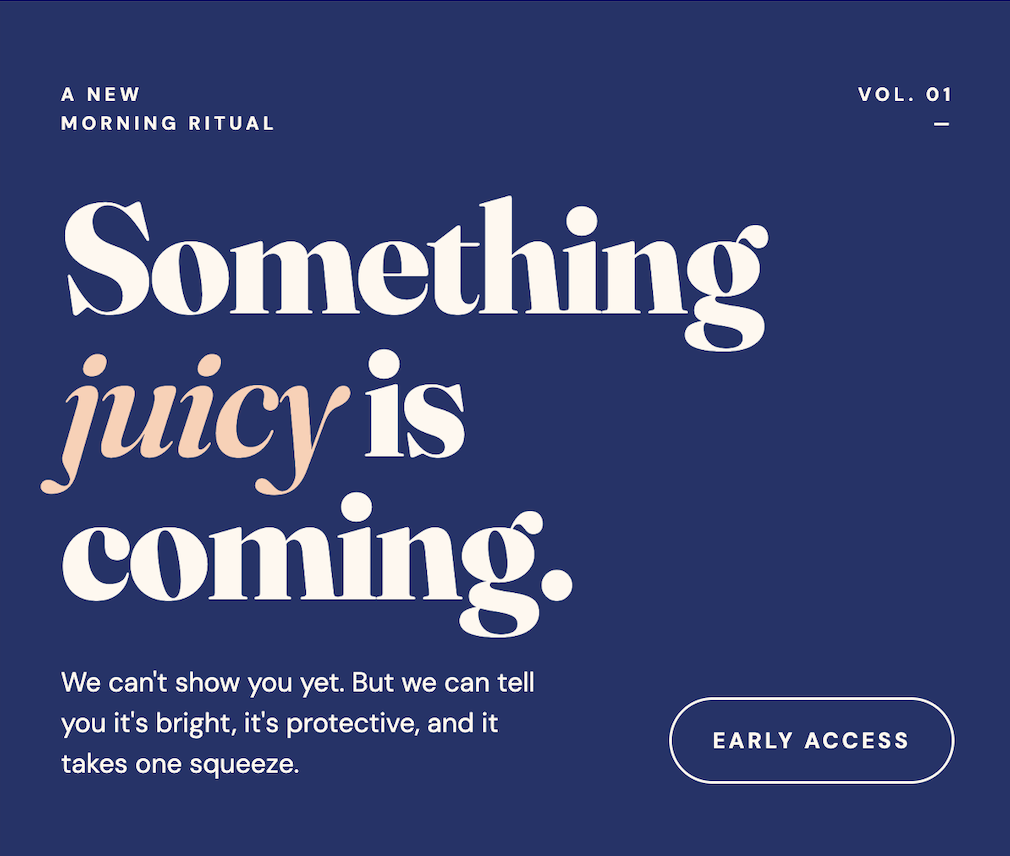 A NEW
MORNING RITUAL
VOL. 01
—
Something
juicy is
coming.
We can't show you yet. But we can tell
you it's bright, it's protective, and it
takes one squeeze.
EARLY ACCESS